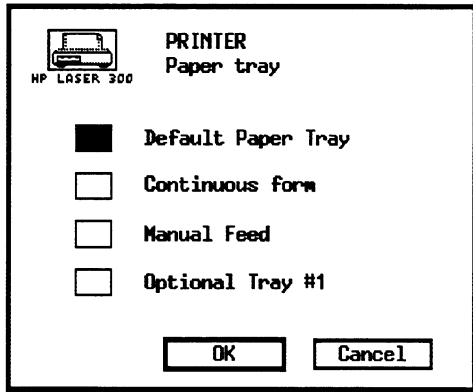 PRINTER
Paper tray
HP LASER 300
Default Paper Tray
Continuous form
Manual Feed
Optional Tray #1
OK
Cancel